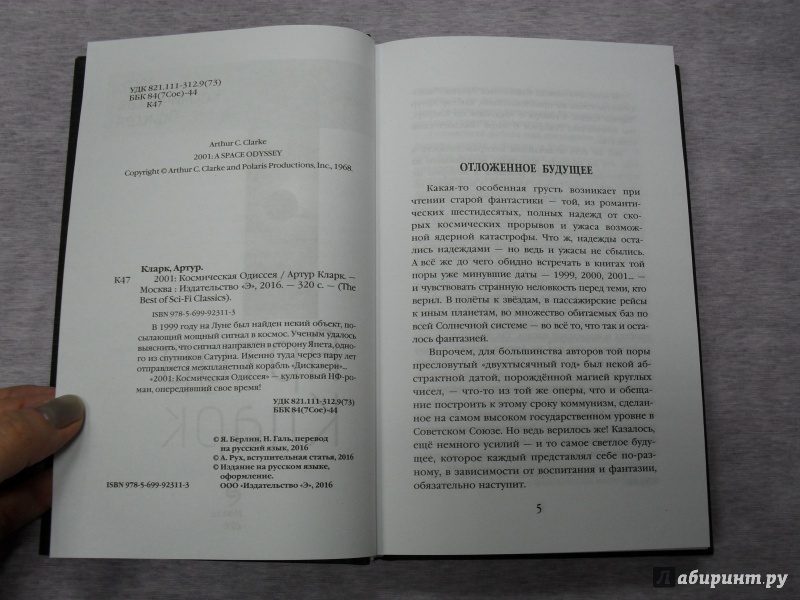 УДК 821.111-312.9(73)
ББК 84(7Сое)-44
К47
Arthur C. Clarke
2001: A SPACE ODYSSEY
Copyright © Arthur C. Clarke and Polaris Productions, Inc., 1968.
Кларк, Артур.
К47 2001: Космическая Одиссея / Артур Кларк. —
Москва : Издательство «Э», 2016. — 320 с. — (The
Best of Sci-Fi Classics).
ISBN 978-5-699-92311-3
В 1999 году на Луне был найден некий объект, по-
сылающий мощный сигнал в космос. Ученым удалось
выяснить, что сигнал направлен в сторону Япета, одно-
го из спутников Сатурна. Именно туда через пару лет
отправляется межпланетный корабль «Дискавери»...
«2001: Космическая Одиссея» — культовый НФ-ро-
ман, опередивший свое время!
УДК 821.111-312.9(73)
ББК 84(7Сое)-44
© Я. Берлин, Н. Галь, перевод
на русский язык, 2016
© А. Рух, вступительная статья, 2016
© Издание на русском языке,
оформление.
ООО «Издательство «Э», 2016
ISBN 978-5-699-92311-3
ОТЛОЖЕННОЕ БУДУЩЕЕ
Какая-то особенная грусть возникает при
чтении старой фантастики — той, из романти-
ческих шестидесятых, полных надежд от ско-
рых космических прорывов и ужаса возмож-
ной ядерной катастрофы. Что ж, надежды оста-
лись надеждами — но ведь и ужасы не сбылись.
А всё же до чего обидно встречать в книгах той
поры уже минувшие даты — 1999, 2000, 2001... —
и чувствовать странную неловкость перед теми, кто
верил. В полёты к звёздам, в пассажирские рейсы
к иным планетам, во множество обитаемых баз по
всей Солнечной системе — во всё то, что так и оста-
лось фантазией.
Впрочем, для большинства авторов той поры
пресловутый «двухтысячный год» был некой аб-
страктной датой, порождённой магией круглых
чисел, — что-то из той же оперы, что и обеща-
ние построить к этому сроку коммунизм, сделан-
ное на самом высоком государственном уровне в
Советском Союзе. Но ведь верилось же! Казалось,
ещё немного усилий — и то самое светлое буду-
щее, которое каждый представлял себе по-раз-
ному, в зависимости от воспитания и фантазии,
обязательно наступит.
5
Лабиринт.ру